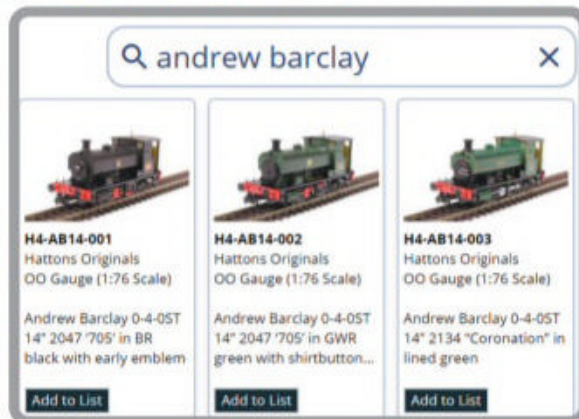 andrew barclay
H4-AB14-001
Hattons Originals
OO Gauge (1:76 Scale)
Andrew Barclay 0-4-0ST
14" 2047 '705' in BR
black with early emblem
Add to List
H4-AB14-002
Hattons Originals
OO Gauge (1:76 Scale)
Andrew Barclay 0-4-0ST
14" 2047 '705' in GWR
green with shirtbutton...
Add to List
H4-AB14-003
Hattons Originals
OO Gauge (1:76 Scale)
Andrew Barclay 0-4-0ST
14" 2134 "Coronation" in
lined green
Add to List